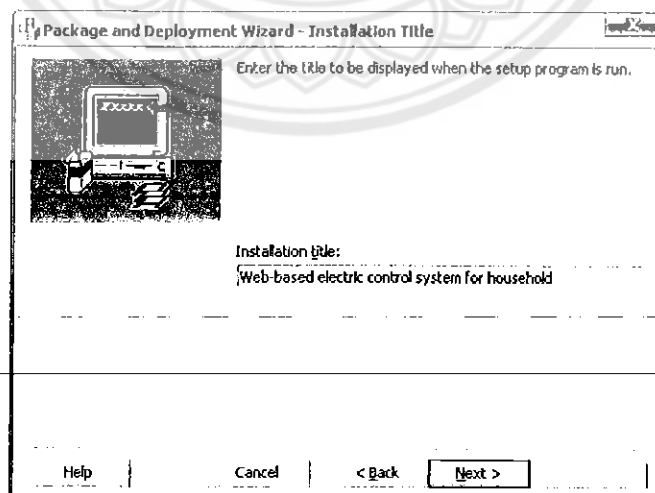 Package and Deployment Wizard - Installation Title
Enter the title to be displayed when the setup program is run.
Installation title:
Web-based electric control system for household
Help
Cancel
< Back
Next >